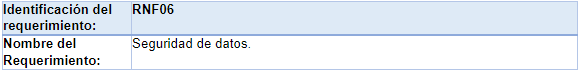 Identificación del RNF06
requerimiento:
Nombre del Seguridad de datos.
Requerimiento: